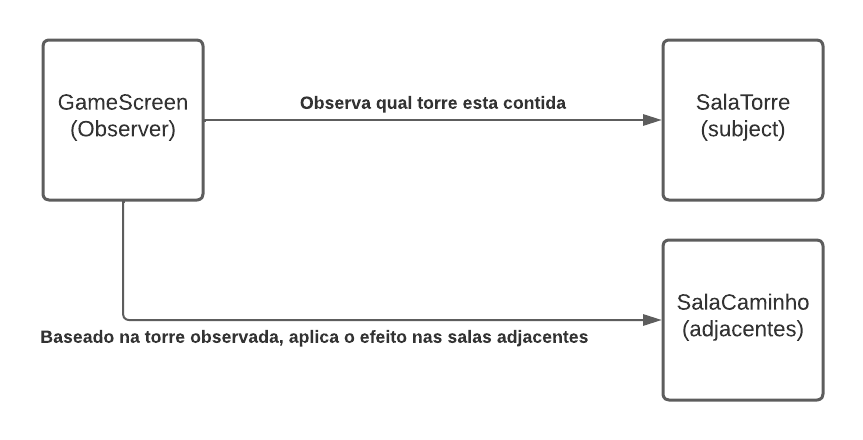 GameScreen
(Observer)
Observa qual torre esta contida
SalaTorre
(subject)
SalaCaminho
(adjacentes)
Baseado na torre observada, aplica o efeito nas salas adjacentes